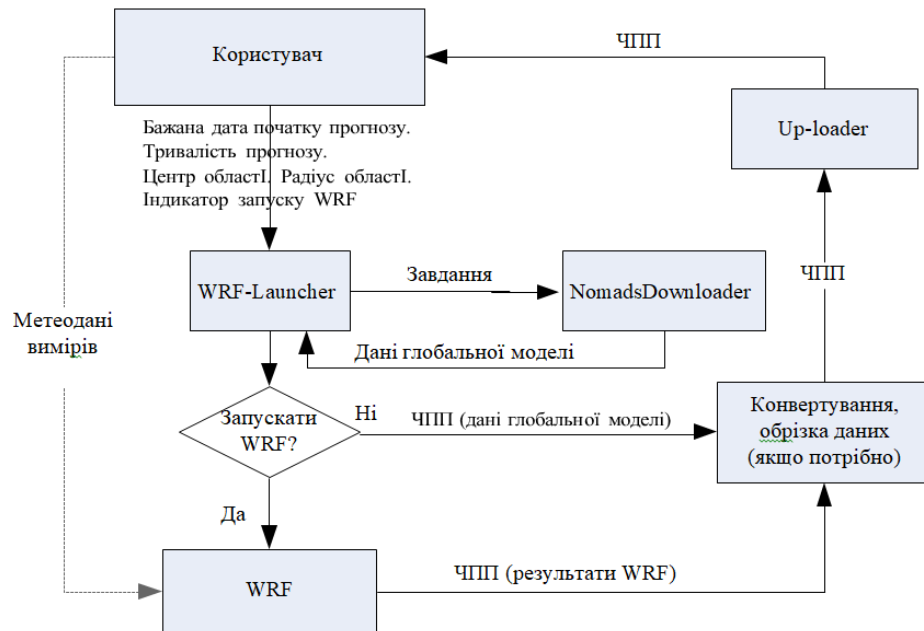 Користувач
ЧПП
Бажана дата початку прогнозу.
Тривалість прогнозу.
Центр областІ. Радіус областІ.
Індикатор запуску WRF
Up-loader
WRF-Launcher
Завдання
NomadsDownloader
ЧПП
Метеодані
вимірів
Дані глобальної моделі
Запускати
WRF?
Ні
ЧПП (дані глобальної моделі)
Конвертування,
обрізка даних
(якщо потрібно)
Да
WRF
ЧПП (результати WRF)